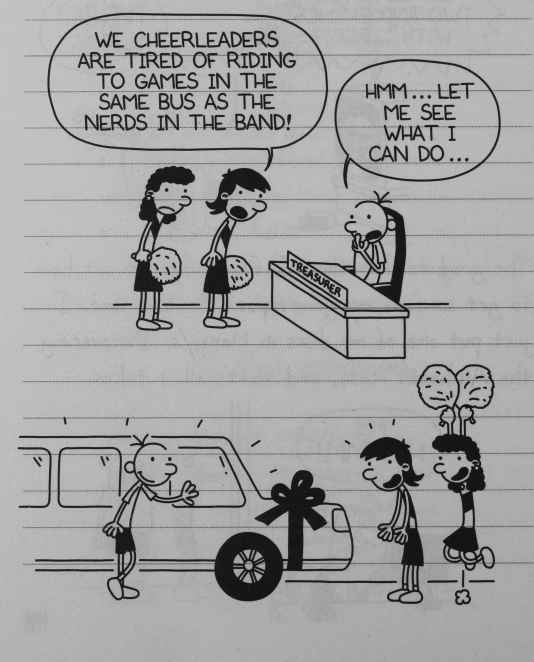 WE CHEERLEADERS
ARE TIRED OF RIDING
TO GAMES IN THE
SAME BUS AS THE
NERDS IN THE BAND!
HMM... LET
ME SEE
WHAT I
CAN DO...
TREASURER